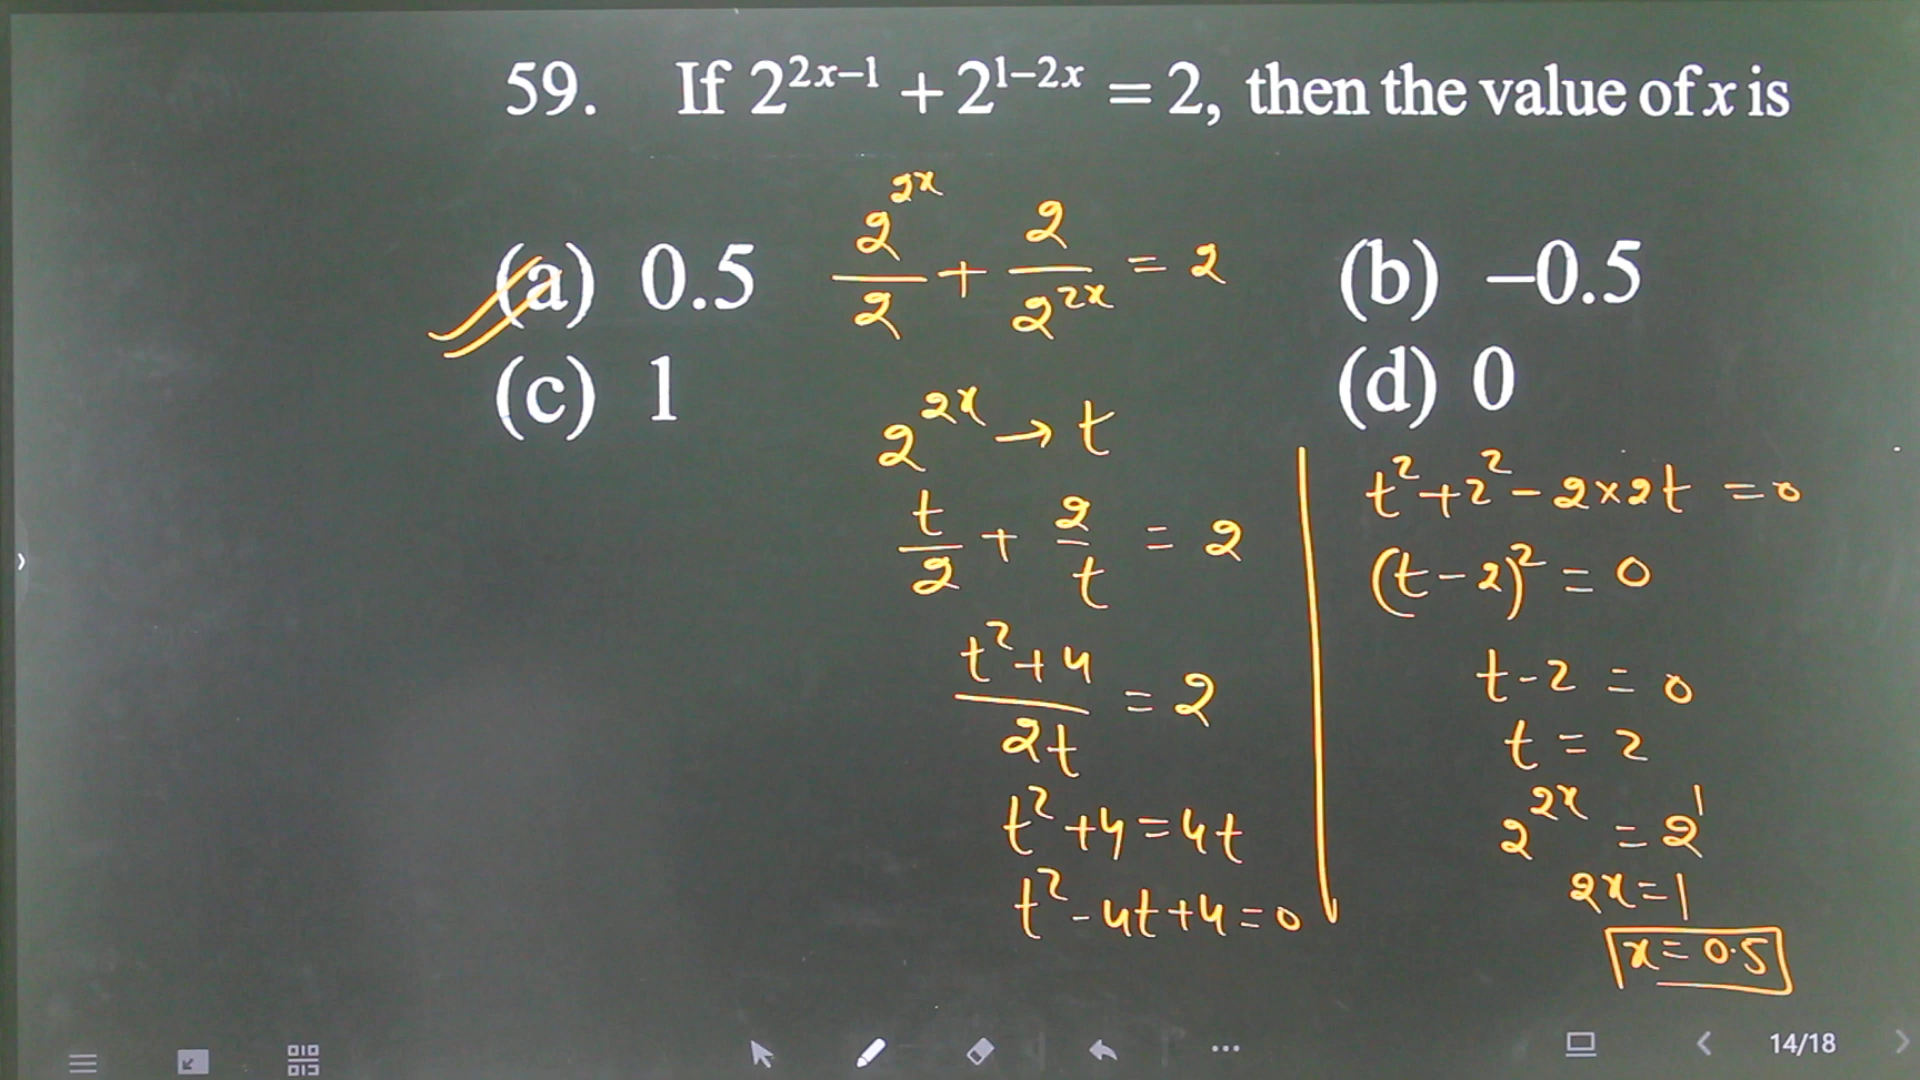 59. If 2^{2x–1} + 2^{1–2x} = 2, then the value of x is
(a) 0.5
(b) –0.5
(c) 1
(d) 0
2^{2x}/2 + 2/2^{2x} = 2
2^{2x} → t
t/2 + 2/t = 2
(t² + 4)/2t = 2
t² + 4 = 4t
t² - 4t + 4 = 0
t² + 2² - 2×2t = 0
(t - 2)² = 0
t - 2 = 0
t = 2
2^{2x} = 2^1
2x = 1
x = 0.5
14/18